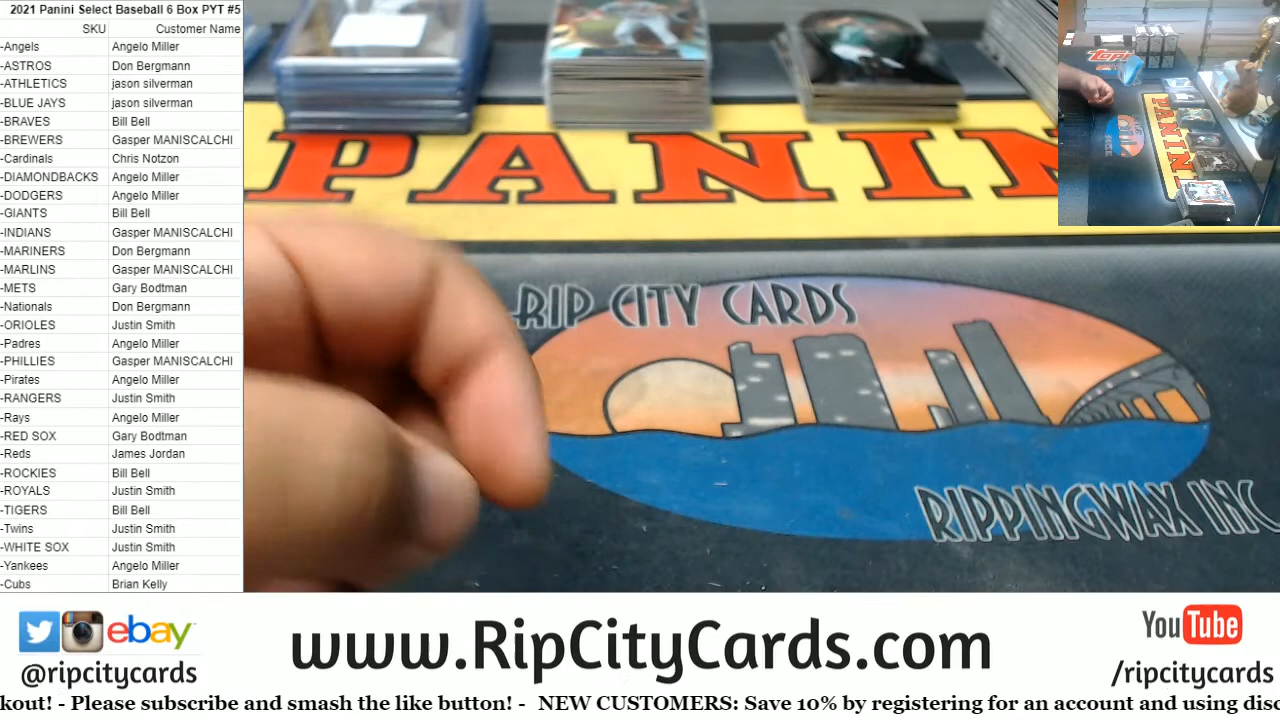 2021 Panini Select Baseball 6 Box PYT #5
SKU Customer Name
-Angels Angelo Miller
-ASTROS Don Bergmann
-ATHLETICS jason silverman
-BLUE JAYS jason silverman
-BRAVES Bill Bell
-BREWERS Gasper MANISCALCHI
-Cardinals Chris Notzon
-DIAMONDBACKS Angelo Miller
-DODGERS Angelo Miller
-GIANTS Bill Bell
-INDIANS Gasper MANISCALCHI
-MARINERS Don Bergmann
-MARLINS Gasper MANISCALCHI
-METS Gary Bodtman
-Nationals Don Bergmann
-ORIOLES Justin Smith
-Padres Angelo Miller
-PHILLIES Gasper MANISCALCHI
-Pirates Angelo Miller
-RANGERS Justin Smith
-Rays Angelo Miller
-RED SOX Gary Bodtman
-Reds James Jordan
-ROCKIES Bill Bell
-ROYALS Justin Smith
-TIGERS Bill Bell
-Twins Justin Smith
-WHITE SOX Justin Smith
-Yankees Angelo Miller
-Cubs Brian Kelly
PANIN
RIP CITY CARDS
RIPPINGWAX INC
Topps
PANINI
ebay
@ripcitycards
www.RipCityCards.com
YouTube
/ripcitycards
kout! - Please subscribe and smash the like button! - NEW CUSTOMERS: Save 10% by registering for an account and using disc